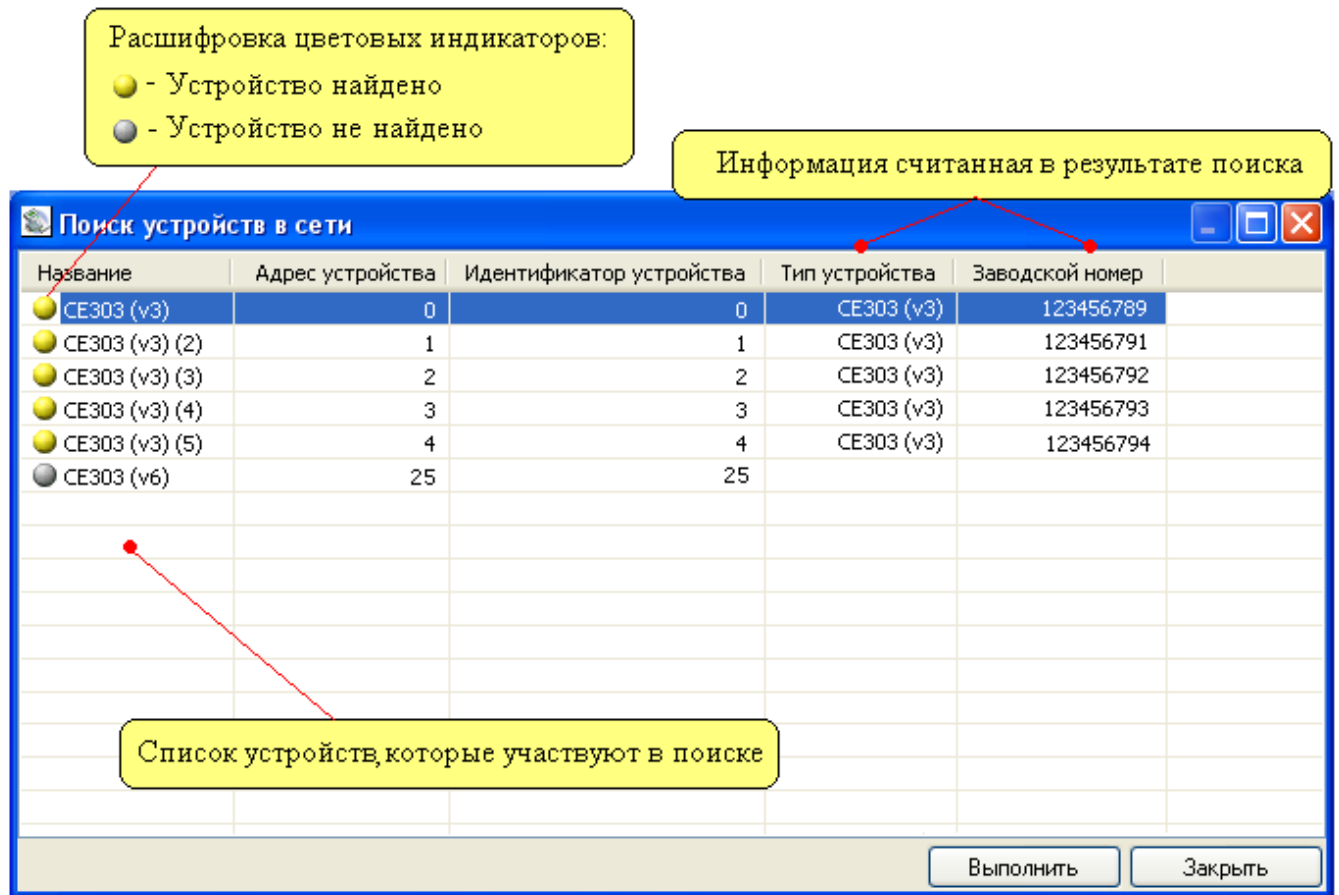 Расшифровка цветовых индикаторов:
- Устройство найдено
- Устройство не найдено
Информация считанная в результате поиска
Поиск устройств в сети
Название Адрес устройства Идентификатор устройства Тип устройства Заводской номер
CE303 (v3) 0 0 CE303 (v3) 123456789
CE303 (v3) (2) 1 1 CE303 (v3) 123456791
CE303 (v3) (3) 2 2 CE303 (v3) 123456792
CE303 (v3) (4) 3 3 CE303 (v3) 123456793
CE303 (v3) (5) 4 4 CE303 (v3) 123456794
CE303 (v6) 25 25
Список устройств,которые участвуют в поиске
Выполнить Закрыть